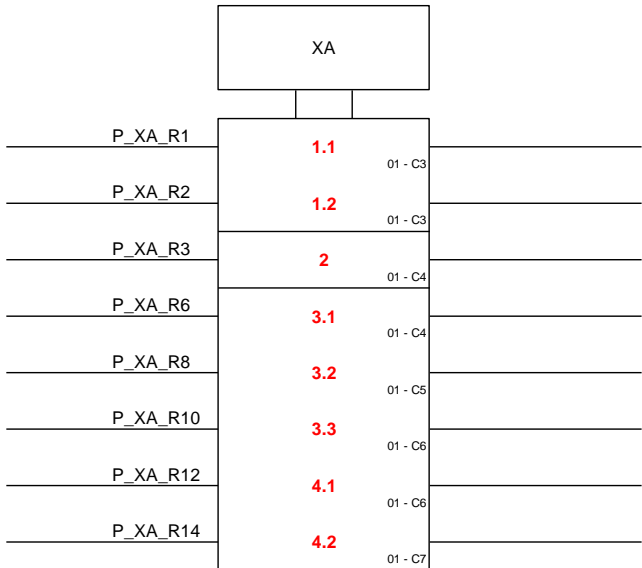 XA
P_XA_R1 1.1 01 - C3
P_XA_R2 1.2 01 - C3
P_XA_R3 2 01 - C4
P_XA_R6 3.1 01 - C4
P_XA_R8 3.2 01 - C5
P_XA_R10 3.3 01 - C6
P_XA_R12 4.1 01 - C6
P_XA_R14 4.2 01 - C7